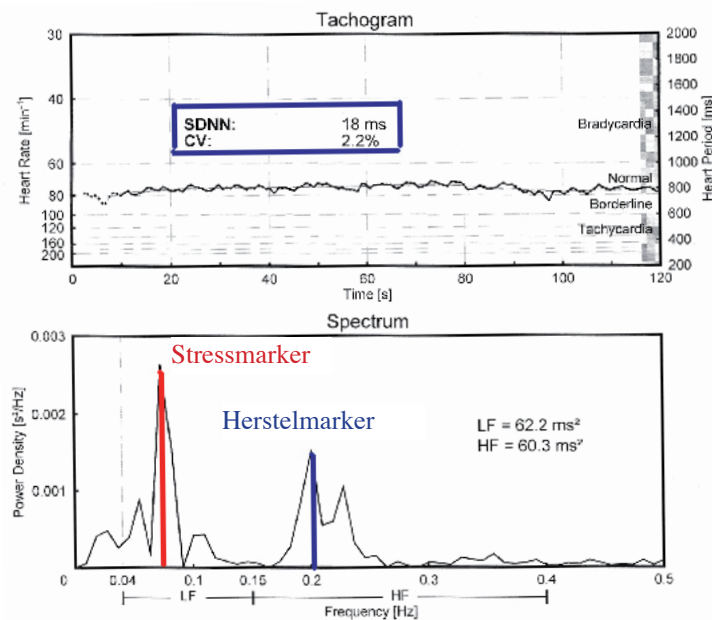 Tachogram
30
40
60
80
100
120
160
200
Heart Rate [min⁻¹]
SDNN: 18 ms
CV: 2.2%
Bradycardia
Normal
Borderline
Tachycardia
2000
1800
1600
1400
1200
1000
800
600
400
200
Heart Period [ms]
0 20 40 60 80 100 120
Time [s]
Spectrum
0.003
0.002
0.001
Power Density [s²/Hz]
Stressmarker
Herstelmarker
LF = 62.2 ms²
HF = 60.3 ms²
0 0.04 0.1 0.15 0.2 0.3 0.4 0.5
LF HF
Frequency [Hz]